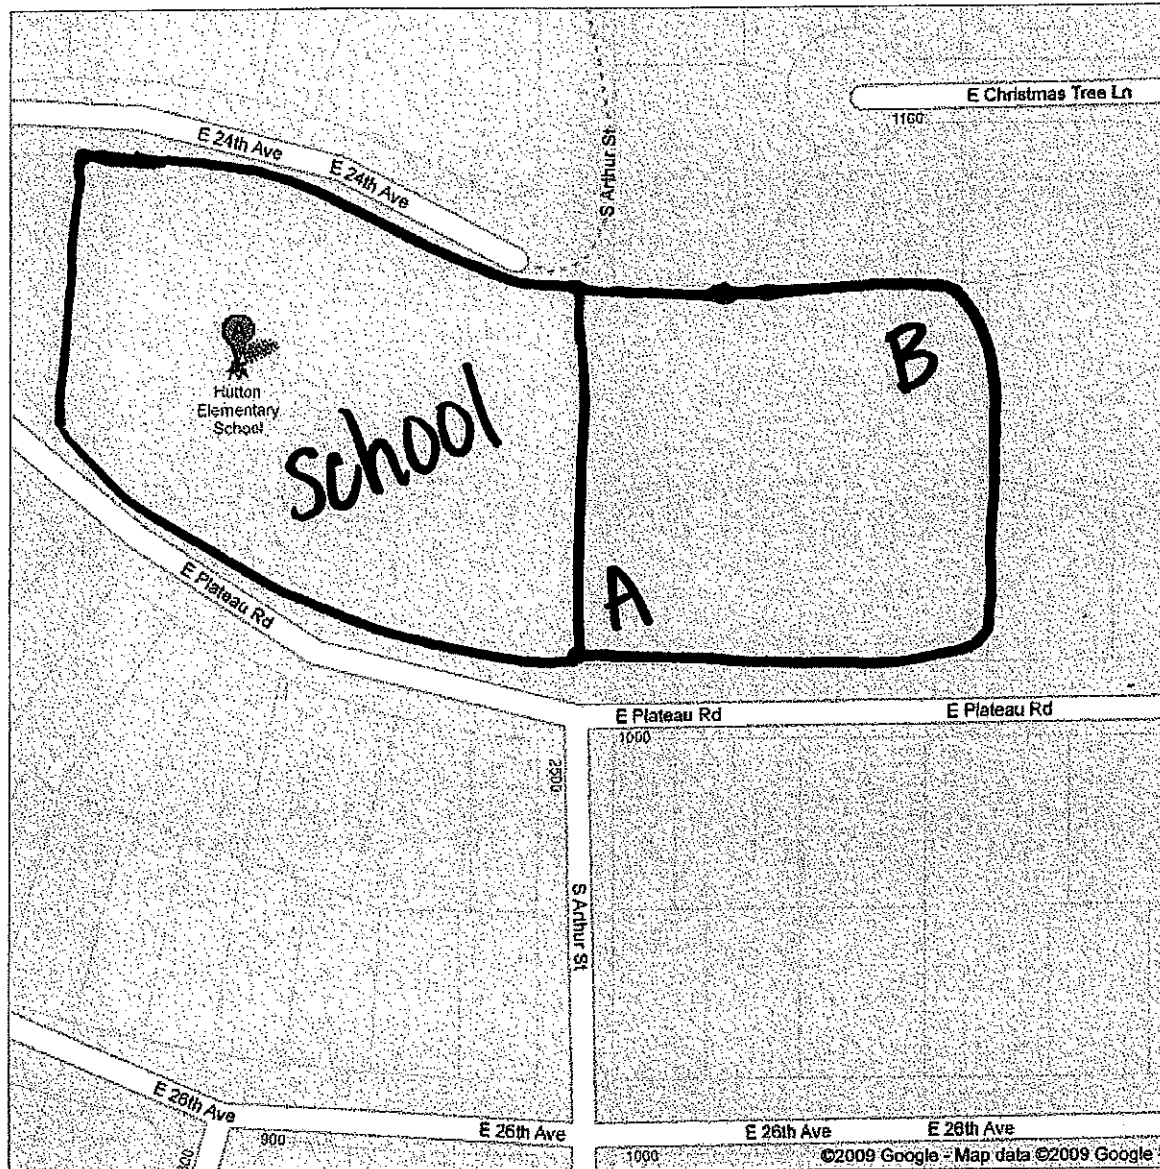 E Christmas Tree Ln
1160
E 24th Ave
E 24th Ave
S Arthur St
B
Hutton
Elementary
School
School
A
E Plateau Rd
E Plateau Rd
E Plateau Rd
1000
2500
S Arthur St
E 26th Ave
900
E 26th Ave
E 26th Ave
E 26th Ave
1000
©2009 Google - Map data ©2009 Google